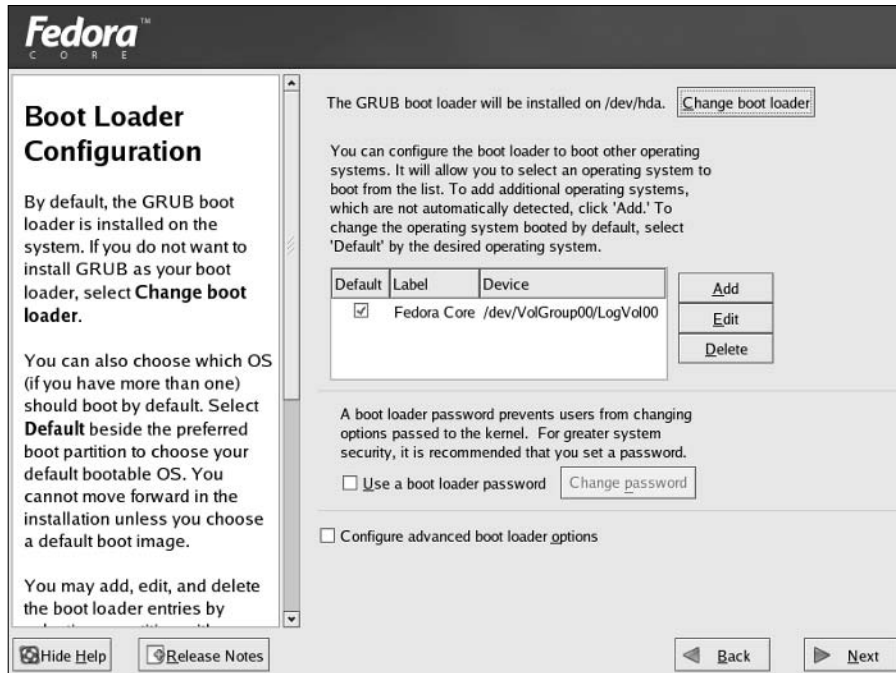 Fedora™
CORE
Boot Loader
Configuration
By default, the GRUB boot
loader is installed on the
system. If you do not want to
install GRUB as your boot
loader, select Change boot
loader.
You can also choose which OS
(if you have more than one)
should boot by default. Select
Default beside the preferred
boot partition to choose your
default bootable OS. You
cannot move forward in the
installation unless you choose
a default boot image.
You may add, edit, and delete
the boot loader entries by
The GRUB boot loader will be installed on /dev/hda. Change boot loader
You can configure the boot loader to boot other operating
systems. It will allow you to select an operating system to
boot from the list. To add additional operating systems,
which are not automatically detected, click 'Add.' To
change the operating system booted by default, select
'Default' by the desired operating system.
Default Label Device
Fedora Core /dev/VolGroup00/LogVol00
Add
Edit
Delete
A boot loader password prevents users from changing
options passed to the kernel. For greater system
security, it is recommended that you set a password.
Use a boot loader password Change password
Configure advanced boot loader options
Hide Help Release Notes Back Next